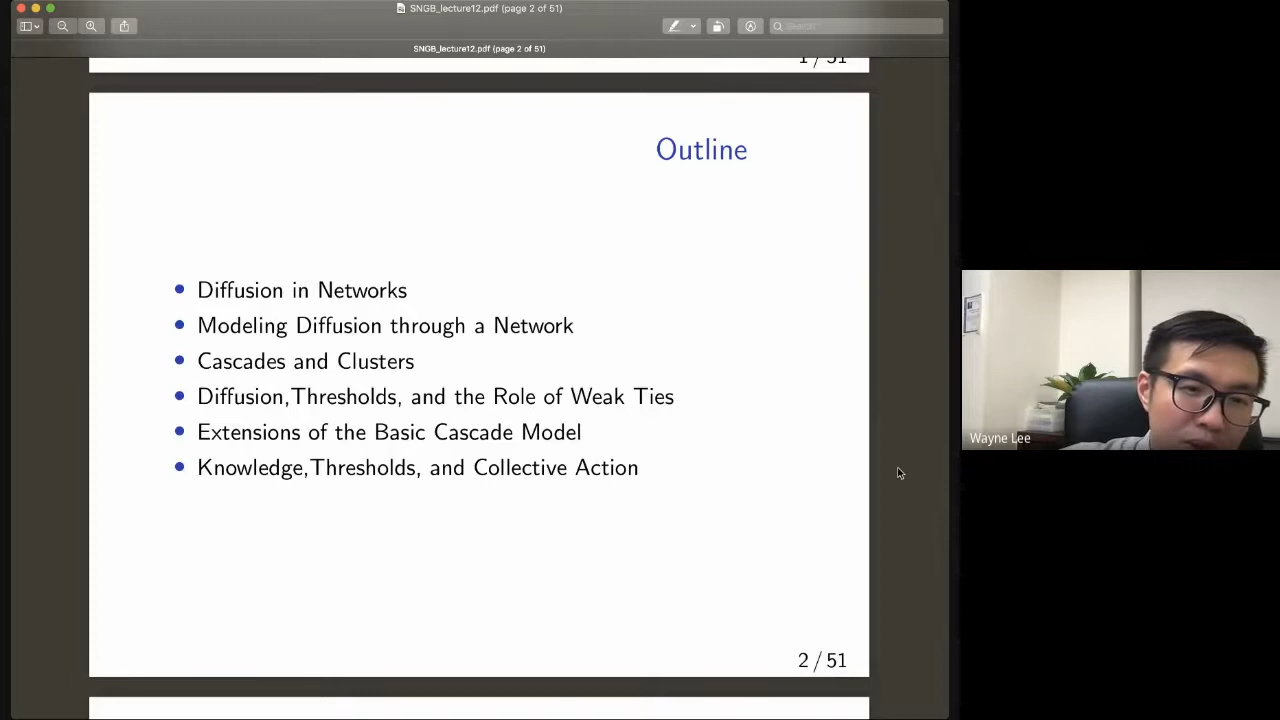 SNGB_lecture12.pdf (page 2 of 51)
Search
SNGB_lecture12.pdf (page 2 of 51)
1 / 51
Outline
Diffusion in Networks
Modeling Diffusion through a Network
Cascades and Clusters
Diffusion,Thresholds, and the Role of Weak Ties
Extensions of the Basic Cascade Model
Knowledge,Thresholds, and Collective Action
2 / 51
Wayne Lee